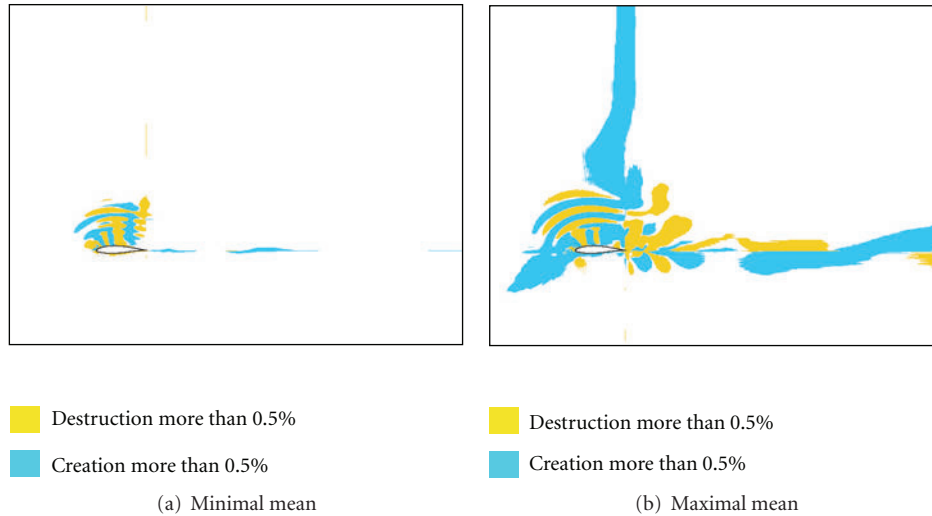 Destruction more than 0.5%
Creation more than 0.5%
(a) Minimal mean
Destruction more than 0.5%
Creation more than 0.5%
(b) Maximal mean